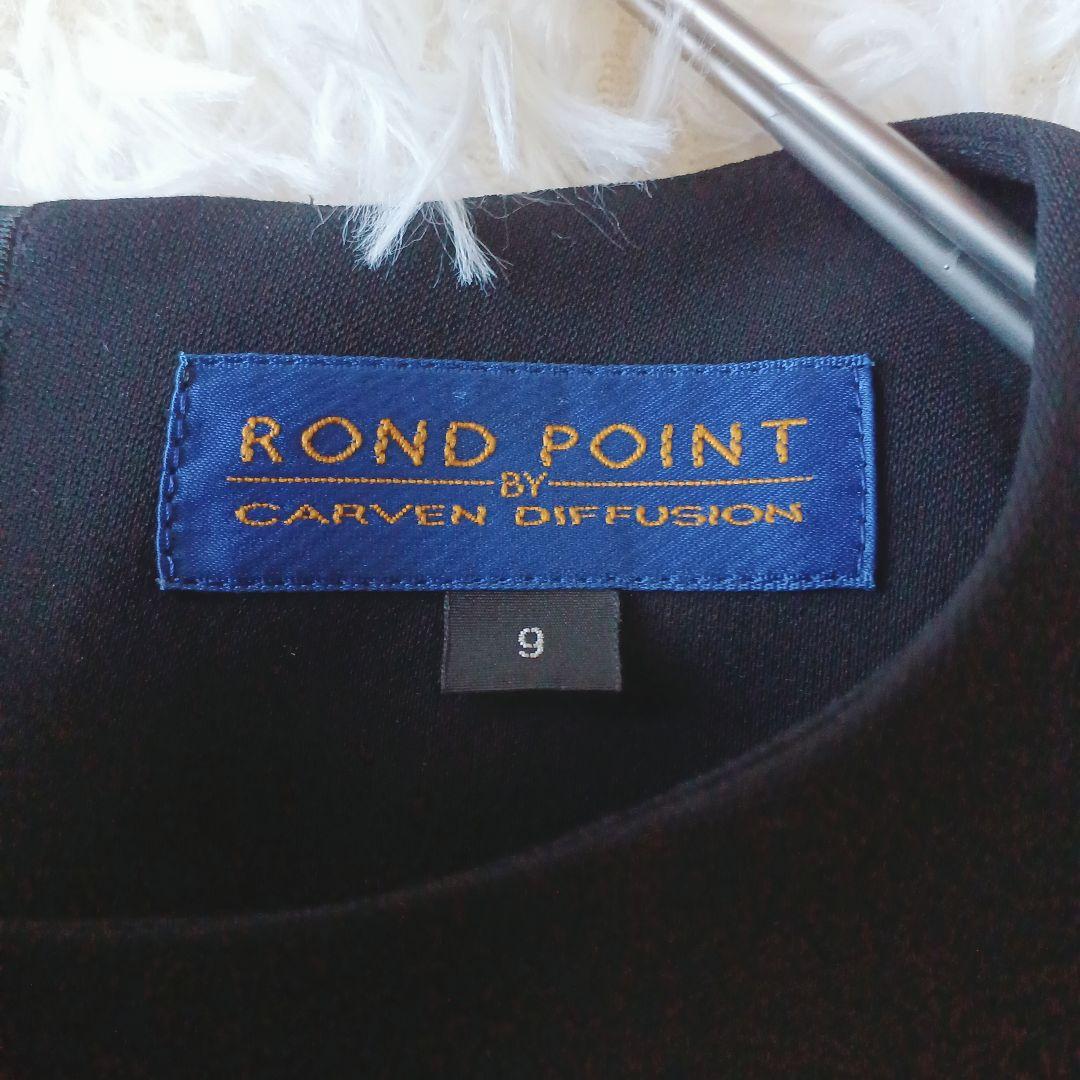 ROND POINT
BY
CARVEN DIFFUSION
9